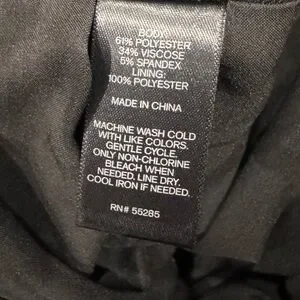 BODY:
61% POLYESTER
34% VISCOSE
5% SPANDEX
LINING:
100% POLYESTER
MADE IN CHINA
MACHINE WASH COLD
WITH LIKE COLORS.
GENTLE CYCLE.
ONLY NON-CHLORINE
BLEACH WHEN
NEEDED. LINE DRY.
COOL IRON IF NEEDED.
RN# 55285